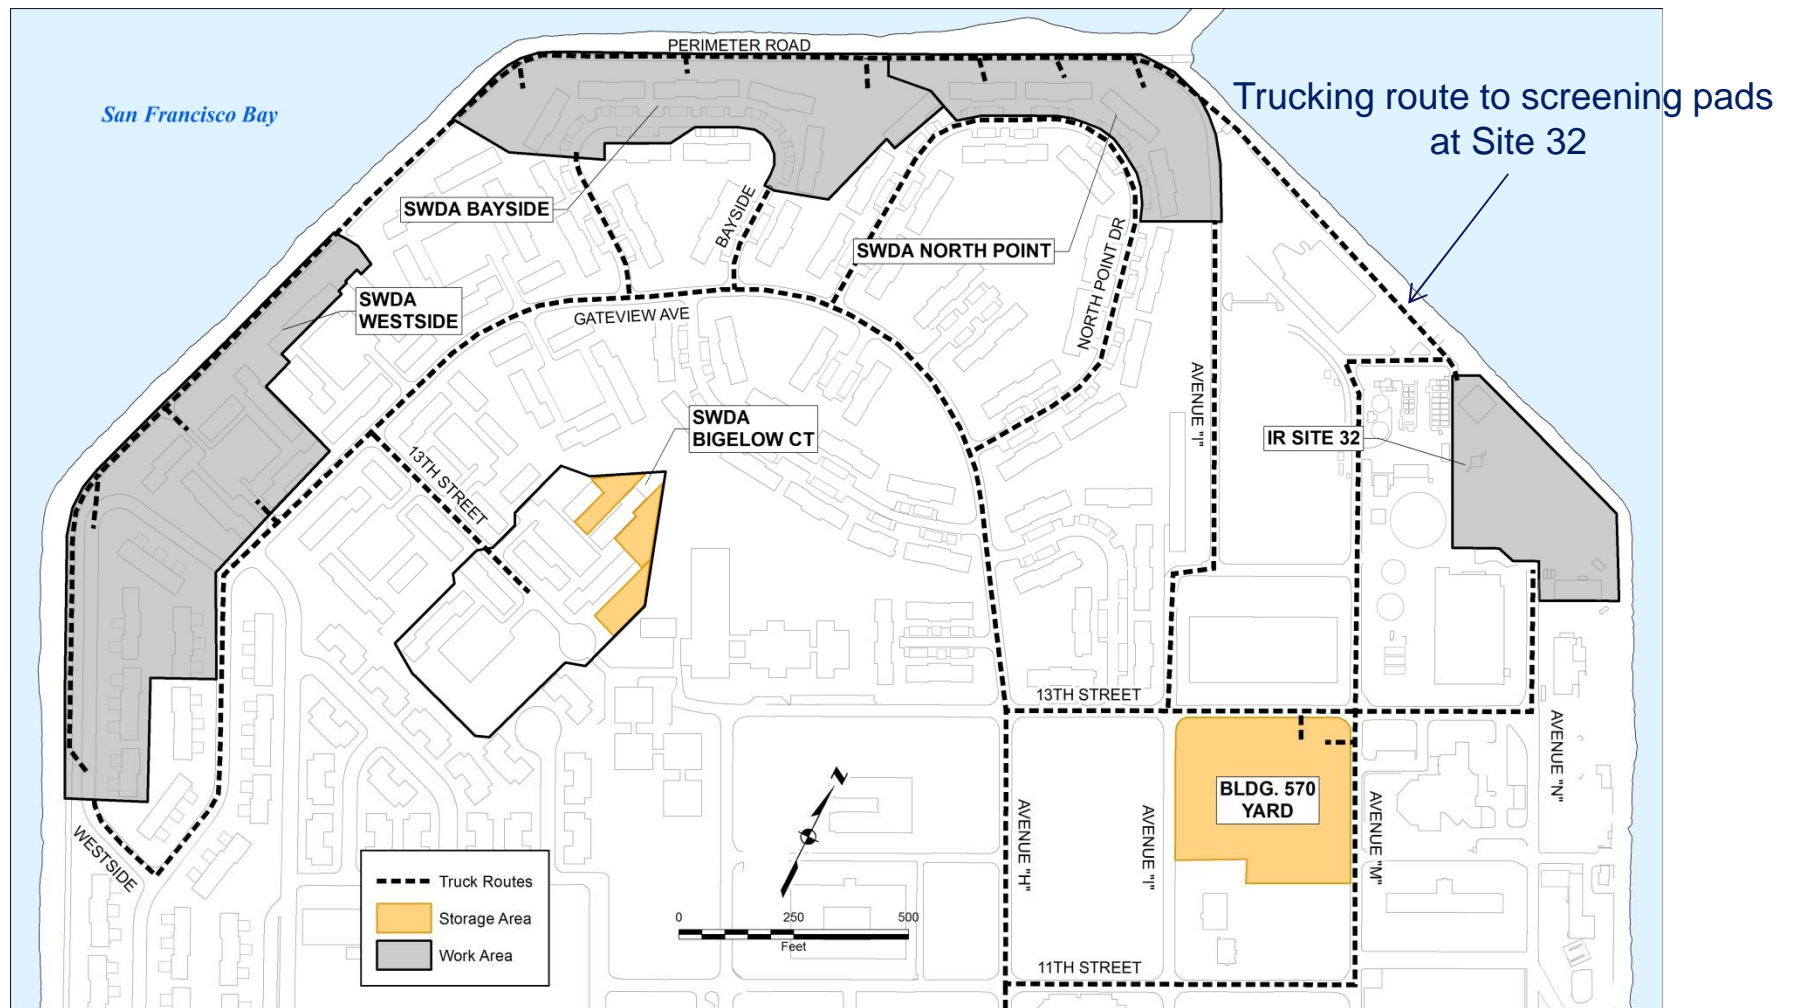 PERIMETER ROAD
San Francisco Bay
Trucking route to screening pads
at Site 32
SWDA BAYSIDE
BAYSIDE
SWDA NORTH POINT
NORTH POINT DR
SWDA
WESTSIDE
GATEVIEW AVE
AVENUE "I"
SWDA
BIGELOW CT
IR SITE 32
13TH STREET
13TH STREET
AVENUE "N"
BLDG. 570
YARD
AVENUE "H"
AVENUE "I"
AVENUE "M"
WESTSIDE
N
Truck Routes
Storage Area
Work Area
0 250 500
Feet
11TH STREET